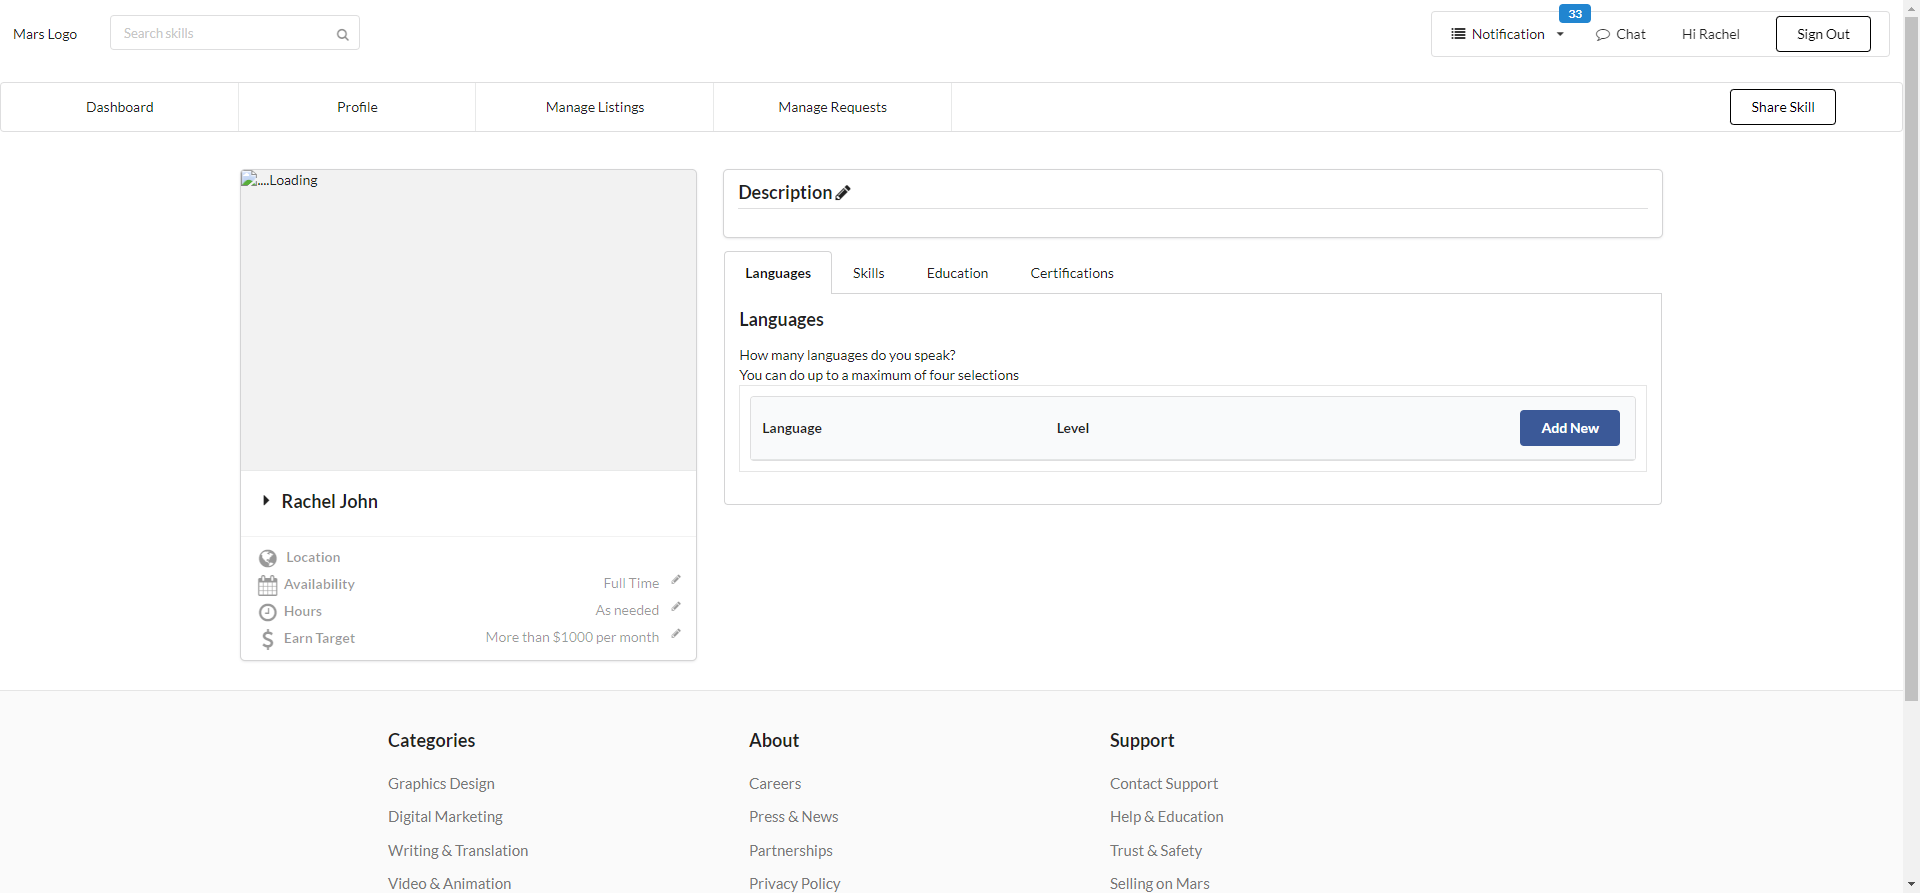 33
Mars Logo
Search skills
Notification
Chat
Hi Rachel
Sign Out
Dashboard
Profile
Manage Listings
Manage Requests
Share Skill
....Loading
Rachel John
Location
Availability
Full Time
Hours
As needed
Earn Target
More than $1000 per month
Description
Languages
Skills
Education
Certifications
Languages
How many languages do you speak?
You can do up to a maximum of four selections
Language
Level
Add New
Categories
Graphics Design
Digital Marketing
Writing & Translation
Video & Animation
About
Careers
Press & News
Partnerships
Privacy Policy
Support
Contact Support
Help & Education
Trust & Safety
Selling on Mars